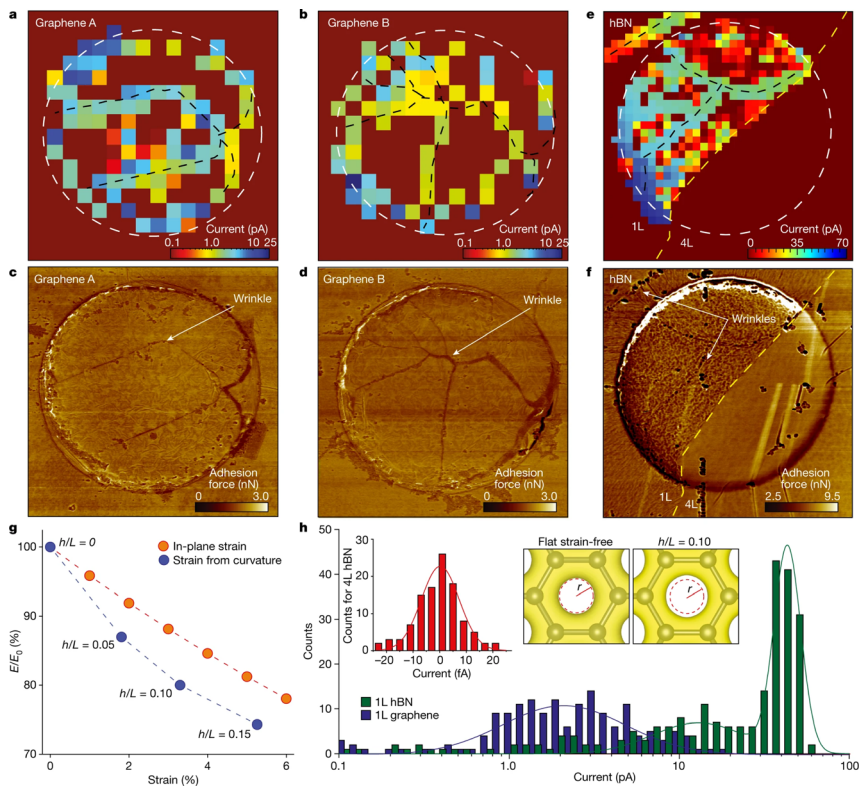 a
Graphene A
Current (pA)
0.1 1.0 10 25
b
Graphene B
Current (pA)
0.1 1.0 10 25
e
hBN
1L
4L
Current (pA)
0 35 70
c
Graphene A
Wrinkle
Adhesion
force (nN)
0 3.0
d
Graphene B
Wrinkle
Adhesion
force (nN)
0 3.0
f
hBN
Wrinkles
1L
4L
Adhesion
force (nN)
2.5 9.5
g
h/L = 0
In-plane strain
Strain from curvature
h/L = 0.05
h/L = 0.10
h/L = 0.15
E/E0 (%)
100
90
80
70
0 2 4 6
Strain (%)
h
Counts
50
40
30
20
10
0
Counts for 4L hBN
30
20
10
0
–20 –10 0 10 20
Current (fA)
Flat strain-free
r
h/L = 0.10
r
1L hBN
1L graphene
0.1 1.0 10 100
Current (pA)